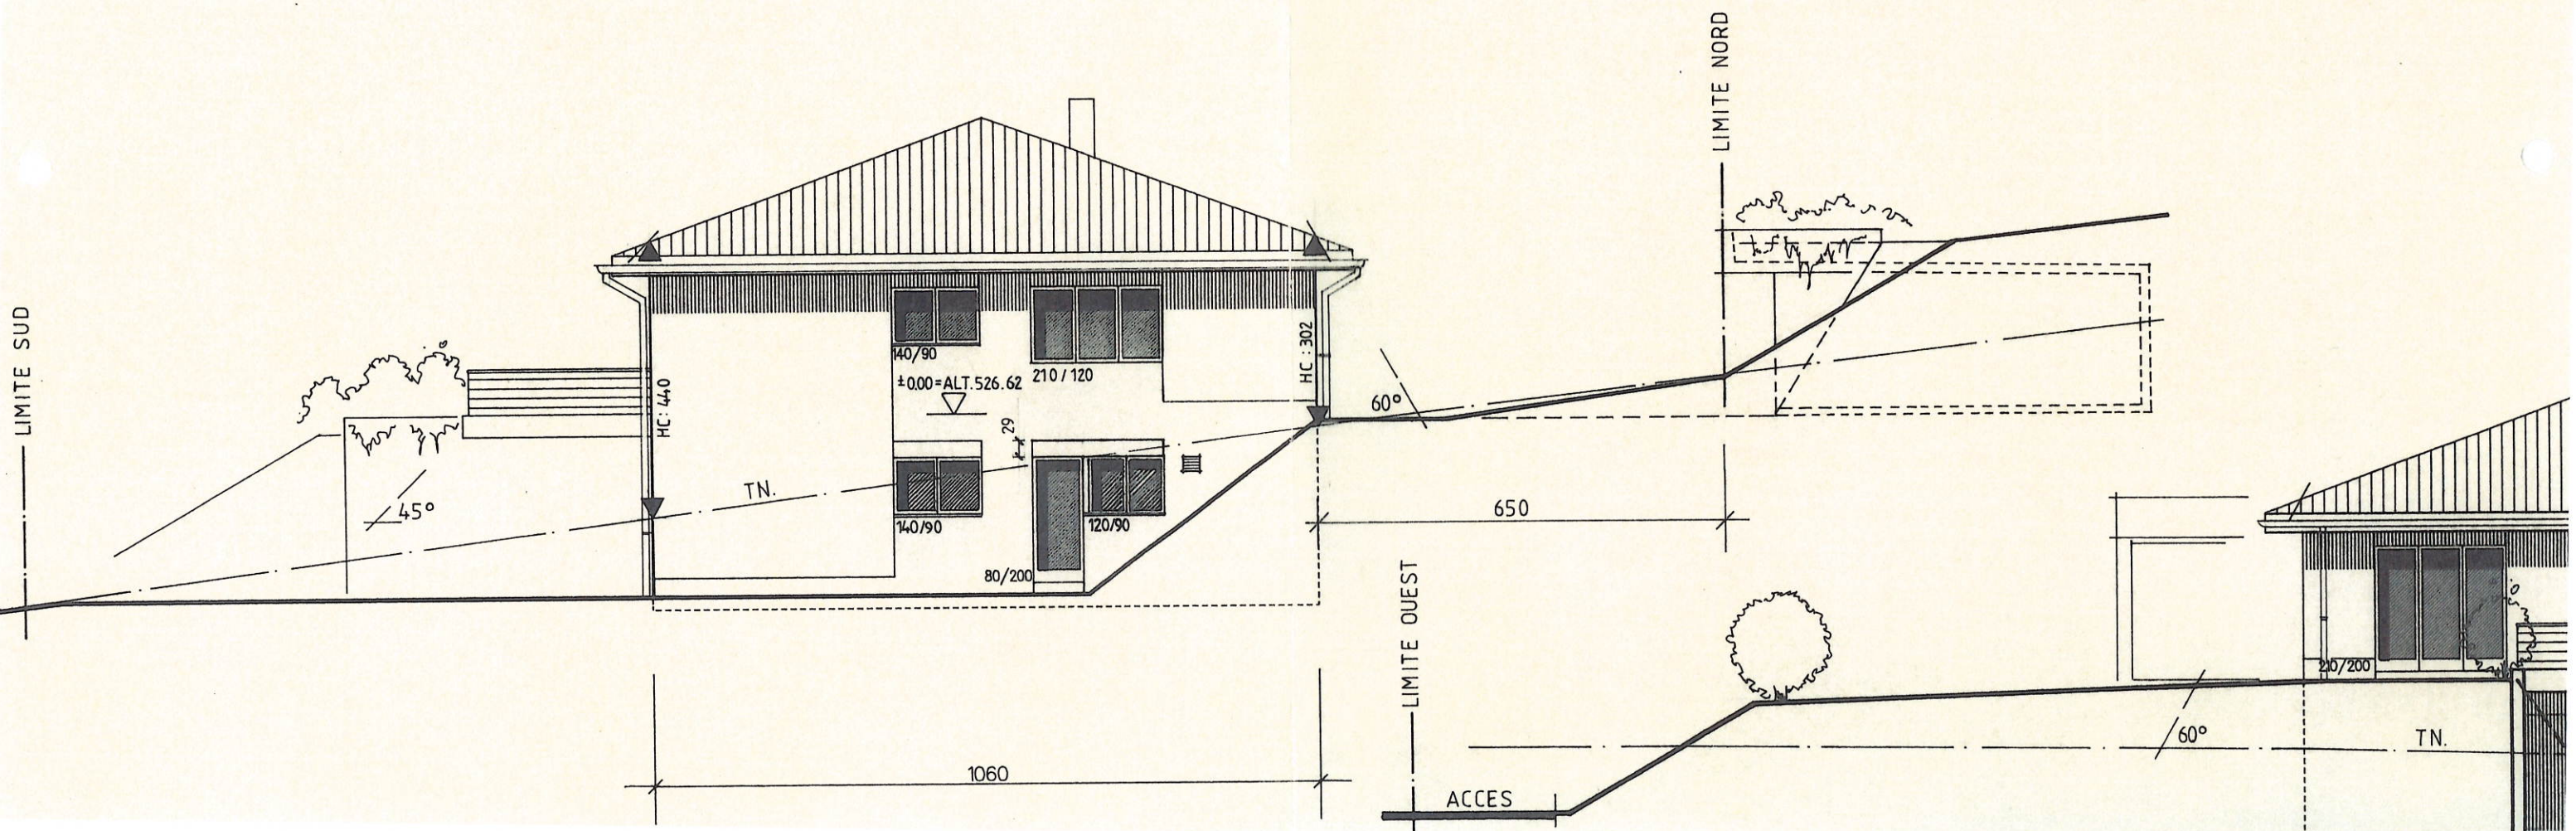 LIMITE SUD
45°
HC: 440
TN.
140/90
±0.00=ALT.526.62
210/120
29
140/90
80/200
120/90
HC:302
60°
LIMITE NORD
650
1060
LIMITE OUEST
ACCES
210/200
60°
TN.